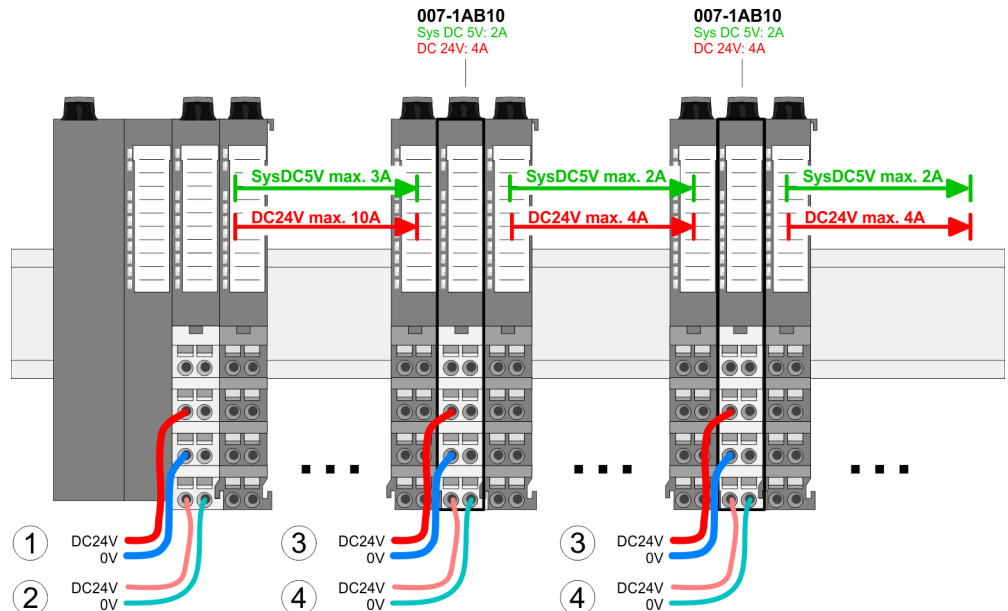 007-1AB10
Sys DC 5V: 2A
DC 24V: 4A
007-1AB10
Sys DC 5V: 2A
DC 24V: 4A
SysDC5V max. 3A
SysDC5V max. 2A
SysDC5V max. 2A
DC24V max. 10A
DC24V max. 4A
DC24V max. 4A
1
DC24V
0V
3
DC24V
0V
3
DC24V
0V
2
DC24V
0V
4
DC24V
0V
4
DC24V
0V